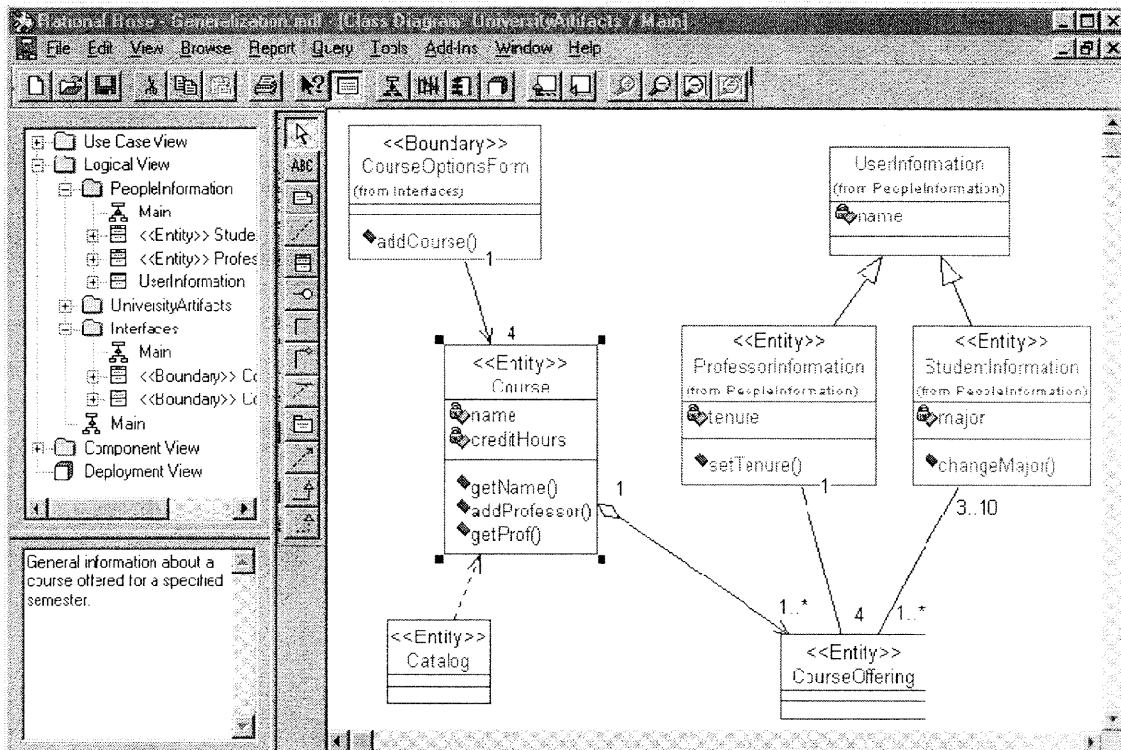 Rational Rose - Generalization.mdl - [Class Diagram: UniversityArtifacts / Main]
File Edit View Browse Report Query Tools Add-Ins Window Help
ABC
Use Case View
Logical View
PeopleInformation
Main
<<Entity>> Stude
<<Entity>> Profes
UserInformation
UniversityArtifacts
Interfaces
Main
<<Boundary>> Co
<<Boundary>> Co
Main
Component View
Deployment View
General information about a
course offered for a specified
semester.
<<Boundary>>
CourseOptionsForm
(from Interfaces)
addCourse()
1
4
<<Entity>>
Course
name
creditHours
getName()
addProfessor()
getProf()
1
1
<<Entity>>
Catalog
UserInformation
(from PeopleInformation)
name
<<Entity>>
ProfessorInformation
(from PeopleInformation)
tenure
setTenure()
1
<<Entity>>
StudentInformation
(from PeopleInformation)
major
changeMajor()
3..10
1..*
4
1..*
<<Entity>>
CourseOffering